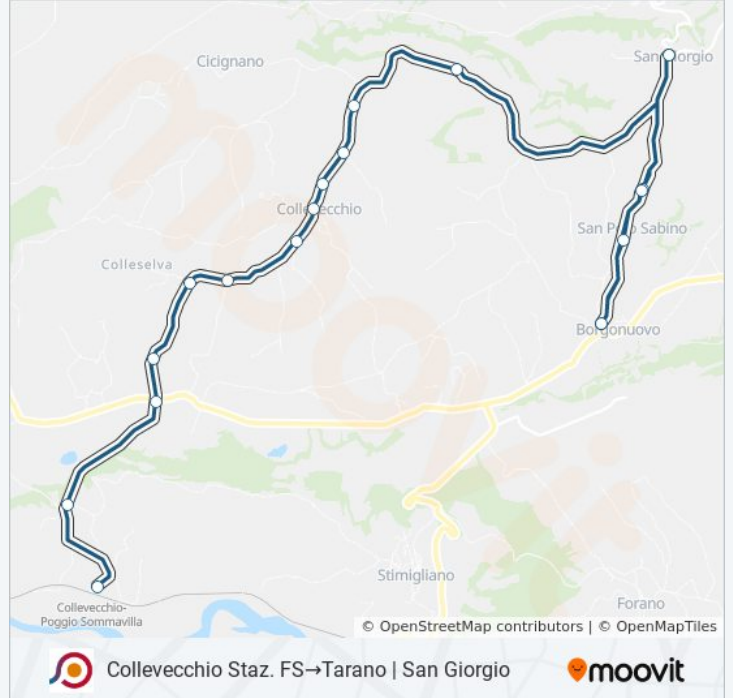 Cicignano
San Giorgio
Collevecchio
San Polo Sabino
Colleselva
Borgonuovo
Stimigliano
Collevecchio-
Poggio Sommavilla
Forano
moovit
© OpenStreetMap contributors | © OpenMapTiles
Collevecchio Staz. FS→Tarano | San Giorgio
moovit